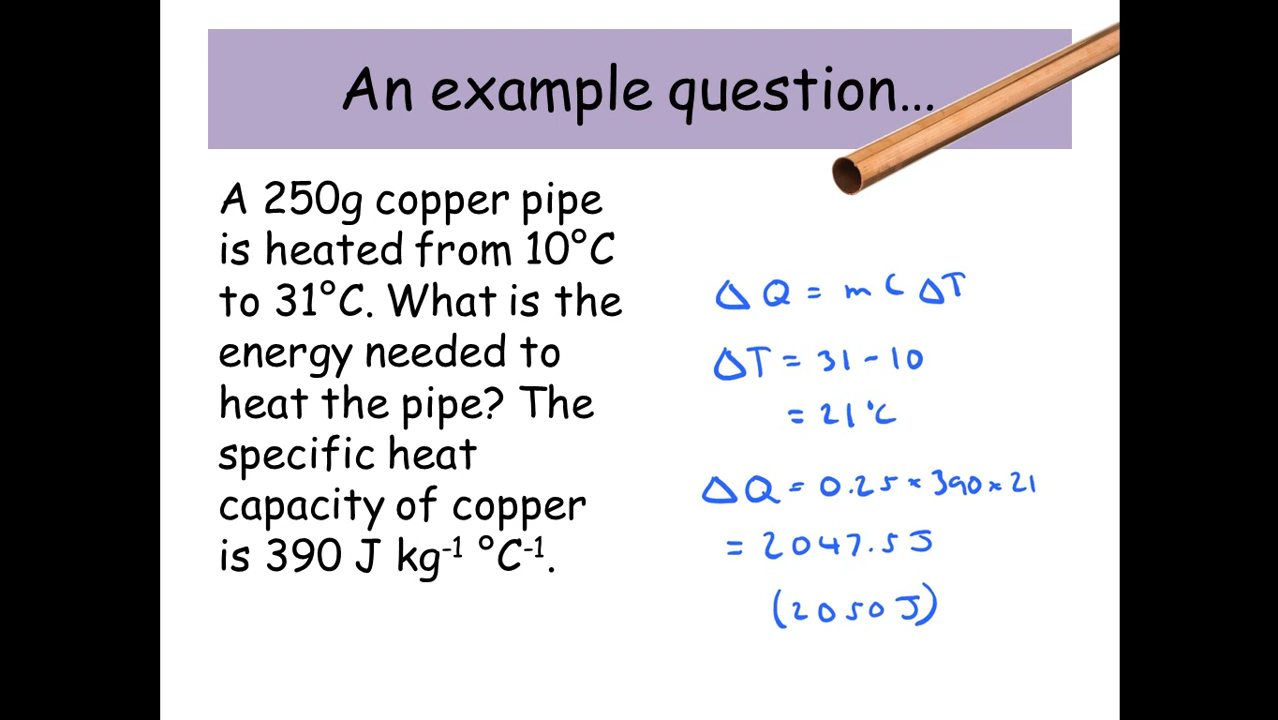 An example question...
A 250g copper pipe
is heated from 10°C
to 31°C. What is the
energy needed to
heat the pipe? The
specific heat
capacity of copper
is 390 J kg⁻¹ °C⁻¹.
ΔQ = mCΔT
ΔT = 31 - 10
= 21°C
ΔQ = 0.25 × 390 × 21
= 2047.5J
(2050J)